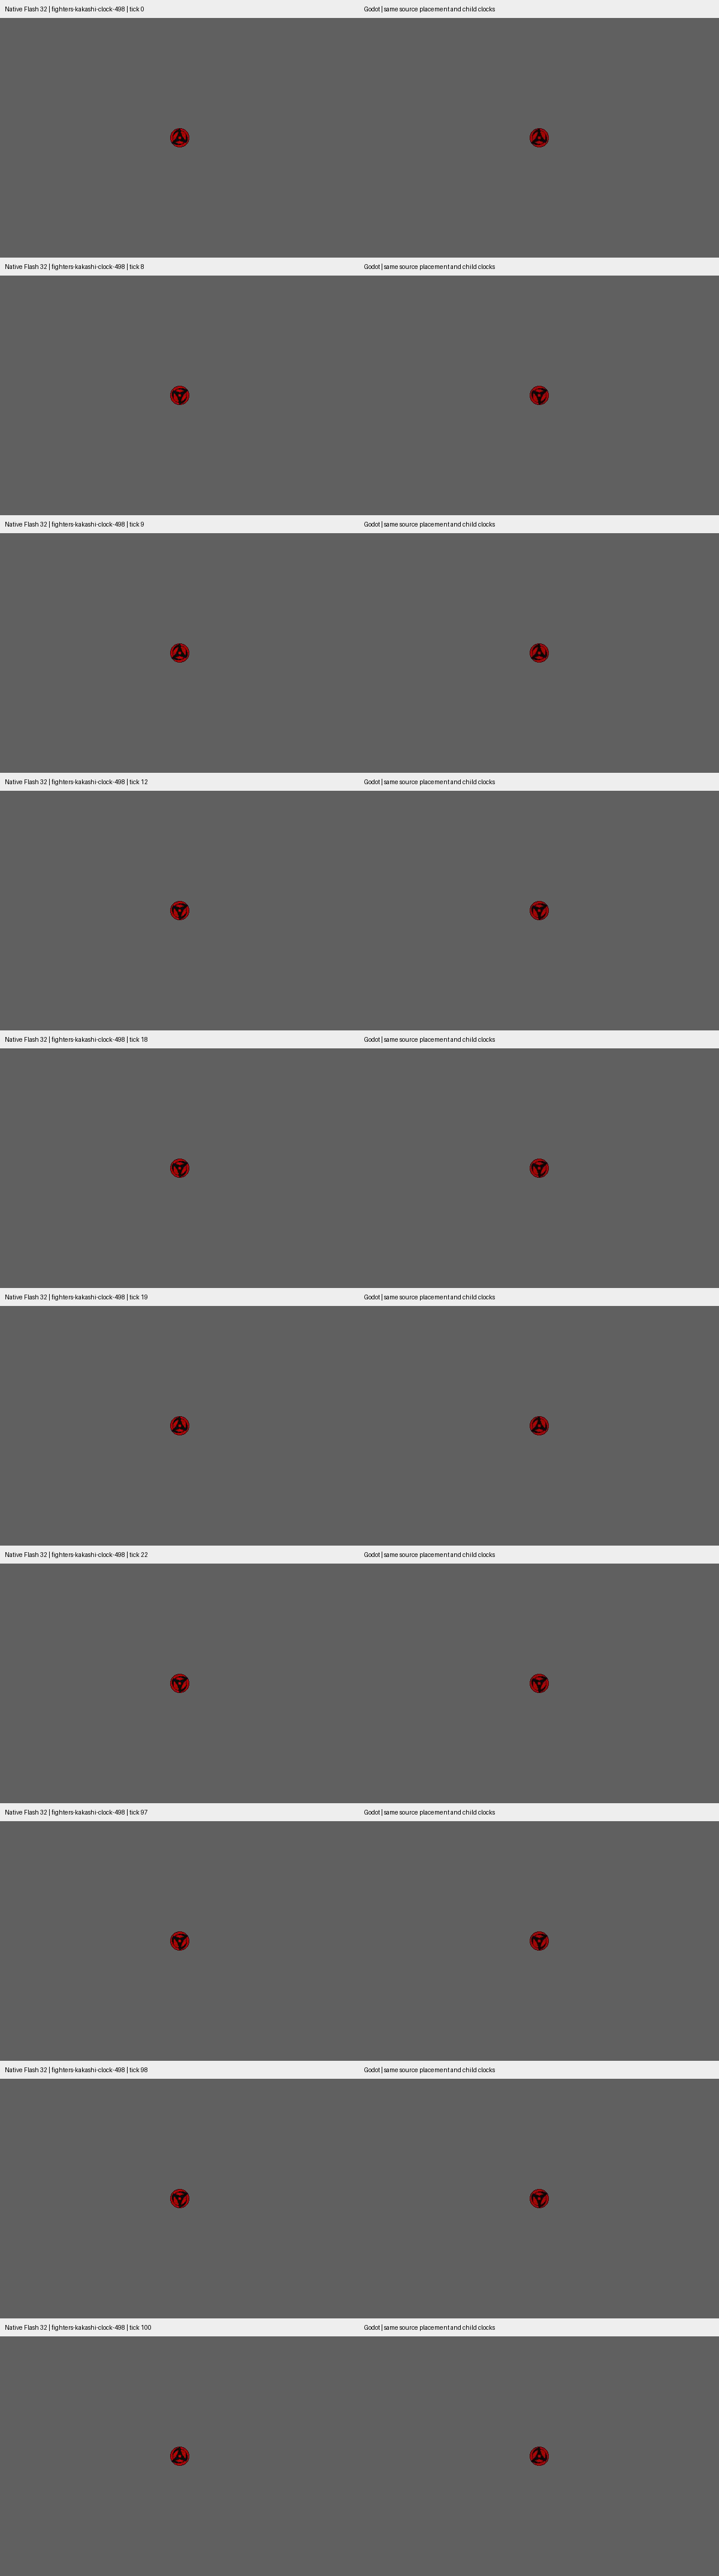 Native Flash 32 | fighters-kakashi-clock-498 | tick 0
Godot | same source placement and child clocks
Native Flash 32 | fighters-kakashi-clock-498 | tick 8
Godot | same source placement and child clocks
Native Flash 32 | fighters-kakashi-clock-498 | tick 9
Godot | same source placement and child clocks
Native Flash 32 | fighters-kakashi-clock-498 | tick 12
Godot | same source placement and child clocks
Native Flash 32 | fighters-kakashi-clock-498 | tick 18
Godot | same source placement and child clocks
Native Flash 32 | fighters-kakashi-clock-498 | tick 19
Godot | same source placement and child clocks
Native Flash 32 | fighters-kakashi-clock-498 | tick 22
Godot | same source placement and child clocks
Native Flash 32 | fighters-kakashi-clock-498 | tick 97
Godot | same source placement and child clocks
Native Flash 32 | fighters-kakashi-clock-498 | tick 98
Godot | same source placement and child clocks
Native Flash 32 | fighters-kakashi-clock-498 | tick 100
Godot | same source placement and child clocks